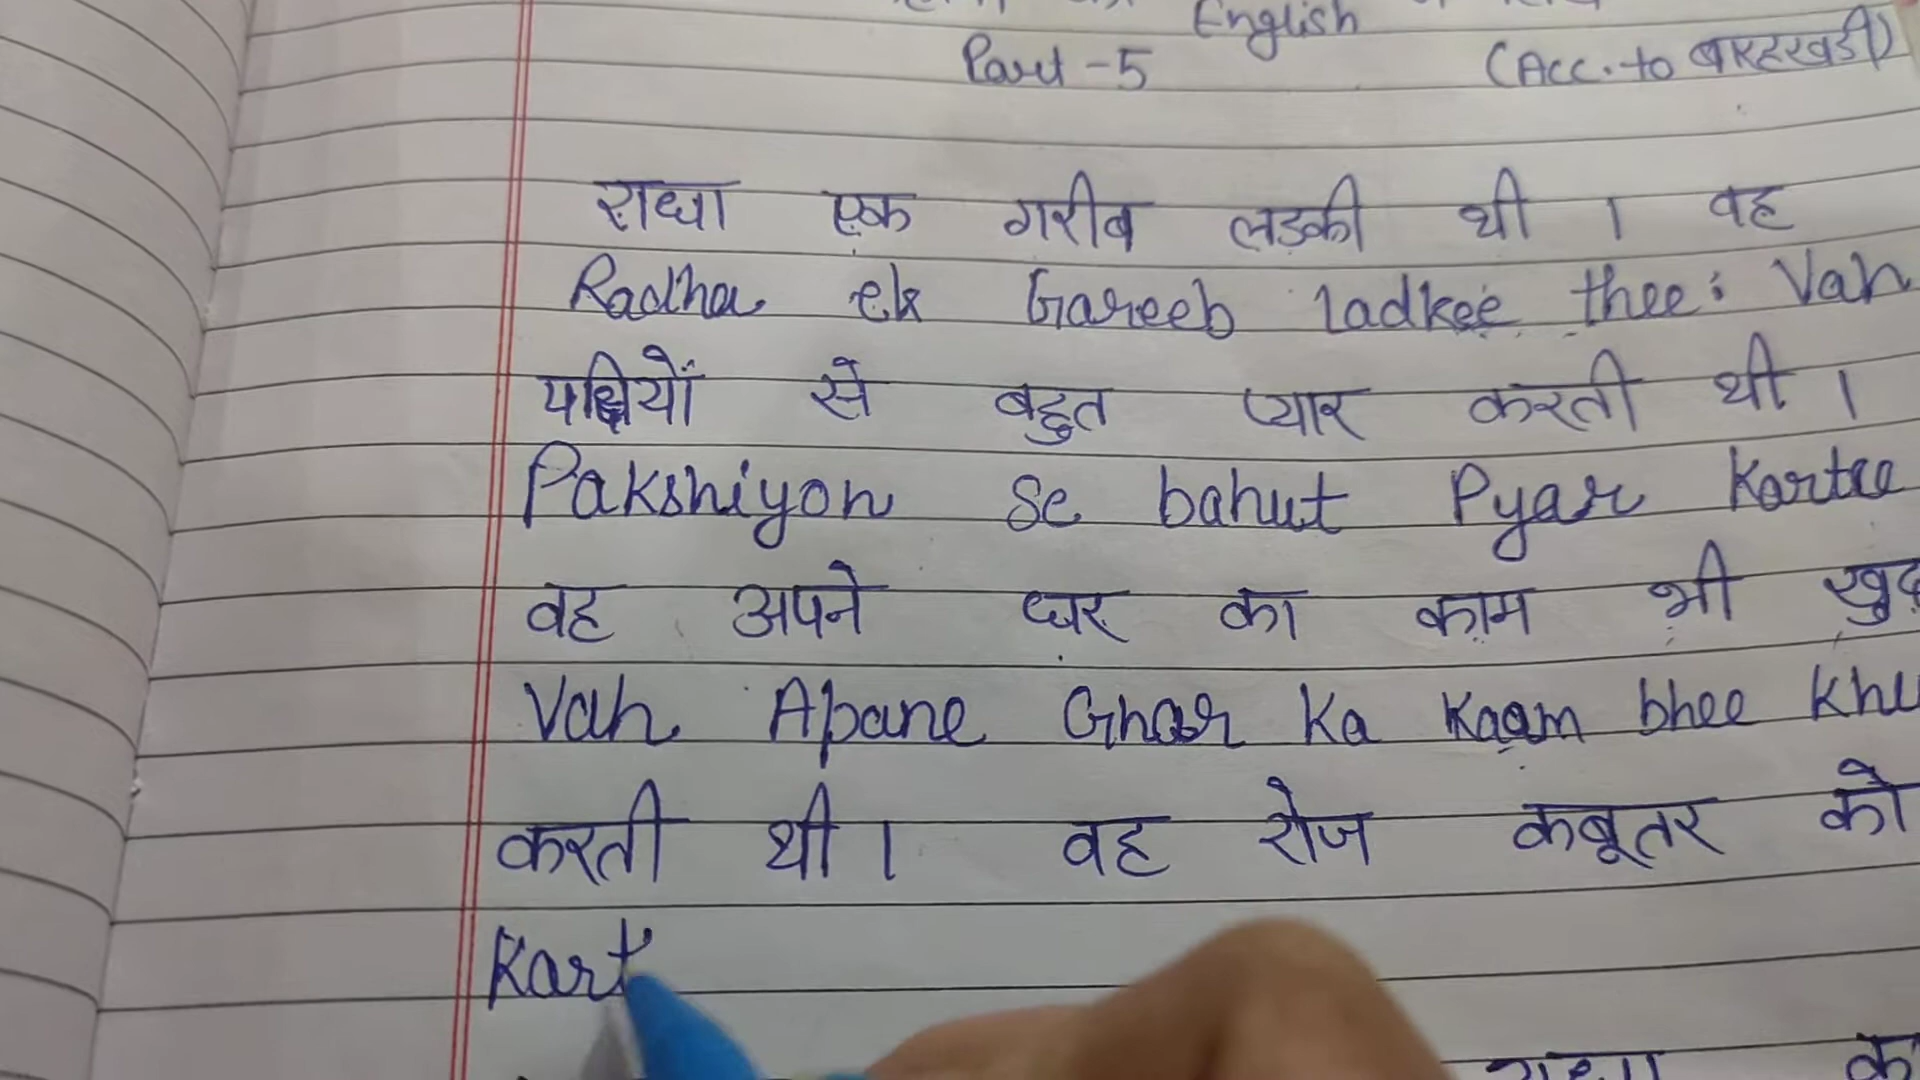 English
Part-5 (Acc. to बारहखडी)
राधा एक गरीब लडकी थी । वह
Radha ek Gareeb ladkee thee: Vah
पक्षियों से बहुत प्यार करती थी ।
Pakshiyon Se bahut Pyar Kartee
वह अपने घर का काम भी खुद
Vah Apane Ghar Ka Kaam bhee Khu
करती थी । वह रोज कबूतर को
Kart